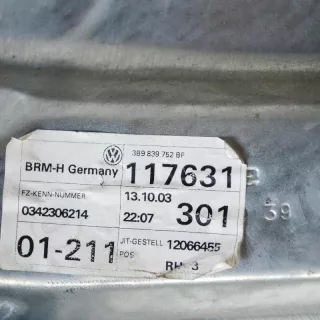 3B9 839 752 BF
BRM-H Germany 117631
FZ-KENN-NUMMER 13.10.03
0342306214 22:07 301
01-211 JIT-GESTELL 12066455
POS RH 3
39